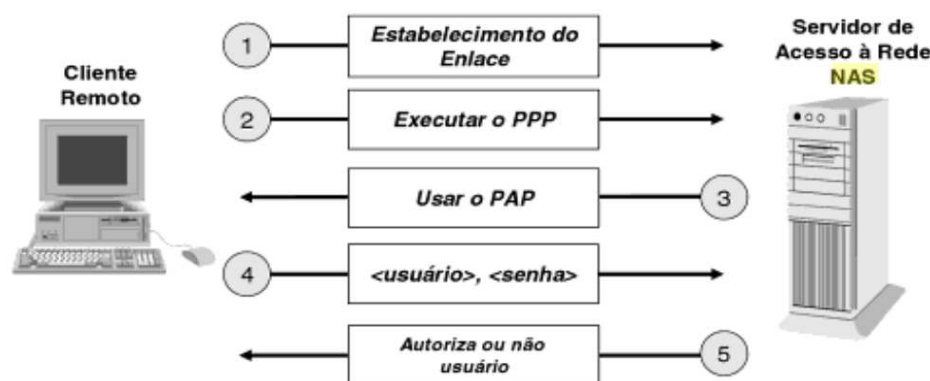 Cliente
Remoto
1
Estabelecimento do
Enlace
Servidor de
Acesso à Rede
NAS
2
Executar o PPP
Usar o PAP
3
4
<usuário>, <senha>
Autoriza ou não
usuário
5